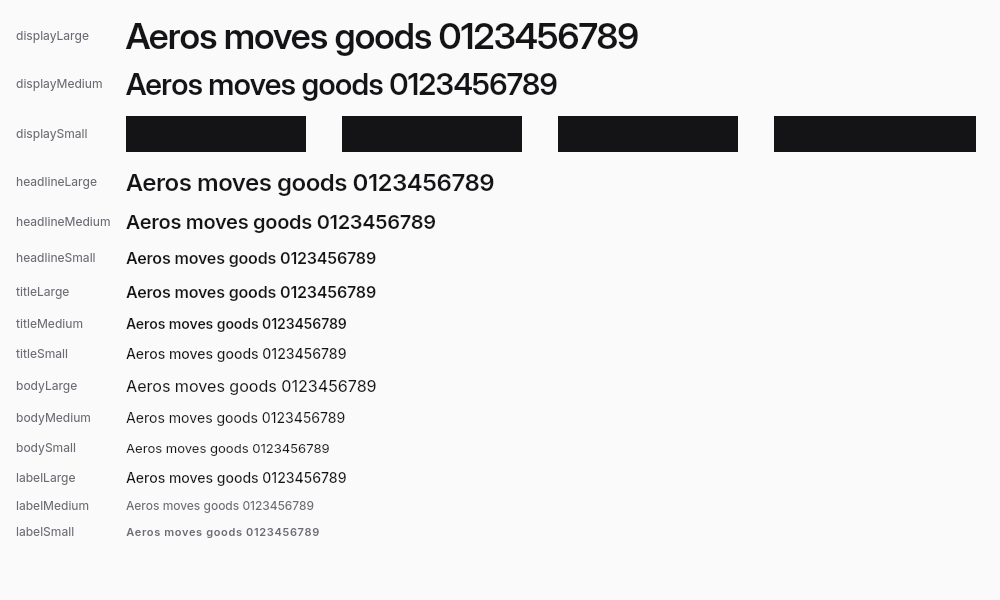 displayLarge Aeros moves goods 0123456789
displayMedium Aeros moves goods 0123456789
displaySmall
headlineLarge Aeros moves goods 0123456789
headlineMedium Aeros moves goods 0123456789
headlineSmall Aeros moves goods 0123456789
titleLarge Aeros moves goods 0123456789
titleMedium Aeros moves goods 0123456789
titleSmall Aeros moves goods 0123456789
bodyLarge Aeros moves goods 0123456789
bodyMedium Aeros moves goods 0123456789
bodySmall Aeros moves goods 0123456789
labelLarge Aeros moves goods 0123456789
labelMedium Aeros moves goods 0123456789
labelSmall Aeros moves goods 0123456789